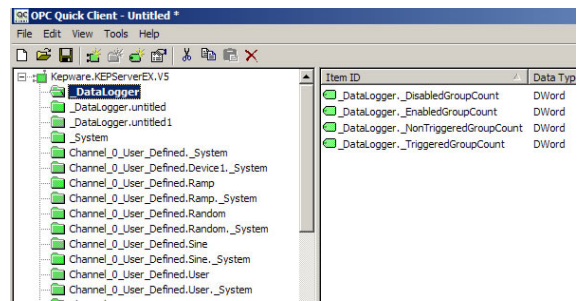 OPC Quick Client - Untitled *
File Edit View Tools Help
Kepware.KEPServerEX.V5
_DataLogger
_DataLogger.untitled
_DataLogger.untitled1
_System
Channel_0_User_Defined._System
Channel_0_User_Defined.Device1._System
Channel_0_User_Defined.Ramp
Channel_0_User_Defined.Ramp._System
Channel_0_User_Defined.Random
Channel_0_User_Defined.Random._System
Channel_0_User_Defined.Sine
Channel_0_User_Defined.Sine._System
Channel_0_User_Defined.User
Channel_0_User_Defined.User._System
Item ID Data Typ
_DataLogger._DisabledGroupCount DWord
_DataLogger._EnabledGroupCount DWord
_DataLogger._NonTriggeredGroupCount DWord
_DataLogger._TriggeredGroupCount DWord